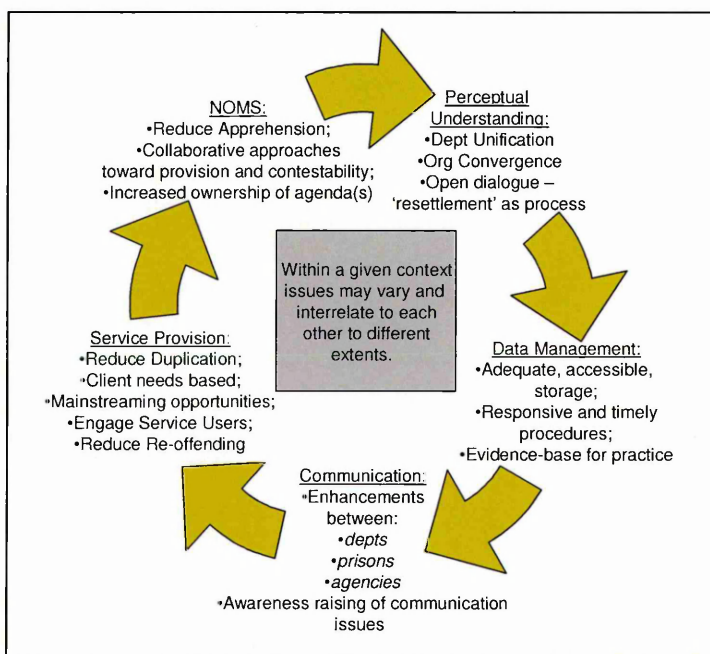 NOMS:
•Reduce Apprehension;
•Collaborative approaches
toward provision and contestability;
•Increased ownership of agenda(s)
Perceptual
Understanding:
•Dept Unification
•Org Convergence
•Open dialogue –
‘resettlement’ as process
Within a given context
issues may vary and
interrelate to each
other to different
extents.
Data Management:
•Adequate, accessible,
storage;
•Responsive and timely
procedures;
•Evidence-base for practice
Communication:
•Enhancements
between:
•depts
•prisons
•agencies
•Awareness raising of communication
issues
Service Provision:
•Reduce Duplication;
•Client needs based;
•Mainstreaming opportunities;
•Engage Service Users;
•Reduce Re-offending